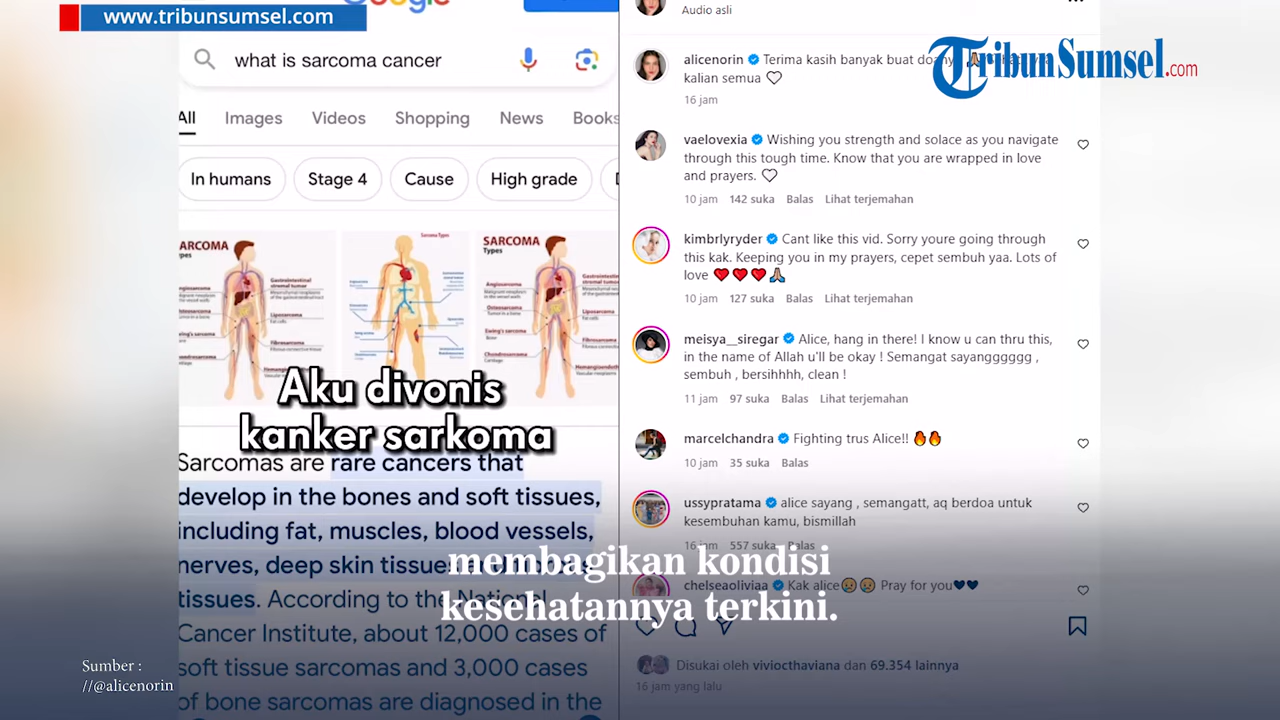 www.tribunsumsel.com
Google
what is sarcoma cancer
All Images Videos Shopping News Books
In humans
Stage 4
Cause
High grade
SARCOMA
Types
Sarcoma Types
SARCOMA
Types
Aku divonis
kanker sarkoma
Sarcomas are rare cancers that
develop in the bones and soft tissues,
including fat, muscles, blood vessels,
nerves, deep skin tissues
tissues. According to the National
Cancer Institute, about 12,000 cases of
soft tissue sarcomas and 3,000 cases
of bone sarcomas are diagnosed in the
Audio asli
TribunSumsel.com
alicenorin Terima kasih banyak buat
kalian semua
16 jam
vaelovexia Wishing you strength and solace as you navigate
through this tough time. Know that you are wrapped in love
and prayers.
10 jam 142 suka Balas Lihat terjemahan
kimbrlyryder Cant like this vid. Sorry youre going through
this kak. Keeping you in my prayers, cepet sembuh yaa. Lots of
love
10 jam 127 suka Balas Lihat terjemahan
meisya__siregar Alice, hang in there! I know u can thru this,
in the name of Allah u'll be okay ! Semangat sayangggggg ,
sembuh , bersihhhh, clean !
11 jam 97 suka Balas Lihat terjemahan
marcelchandra Fighting trus Alice!!
10 jam 35 suka Balas
ussypratama alice sayang , semangatt, aq berdoa untuk
kesembuhan kamu, bismillah
16 jam 557 suka Balas
chelseaoliviaa Kak alice Pray for you
Disukai oleh vivioctthaviana dan 69.354 lainnya
16 jam yang lalu
membagikan kondisi
kesehatannya terkini.
Sumber :
//@alicenorin